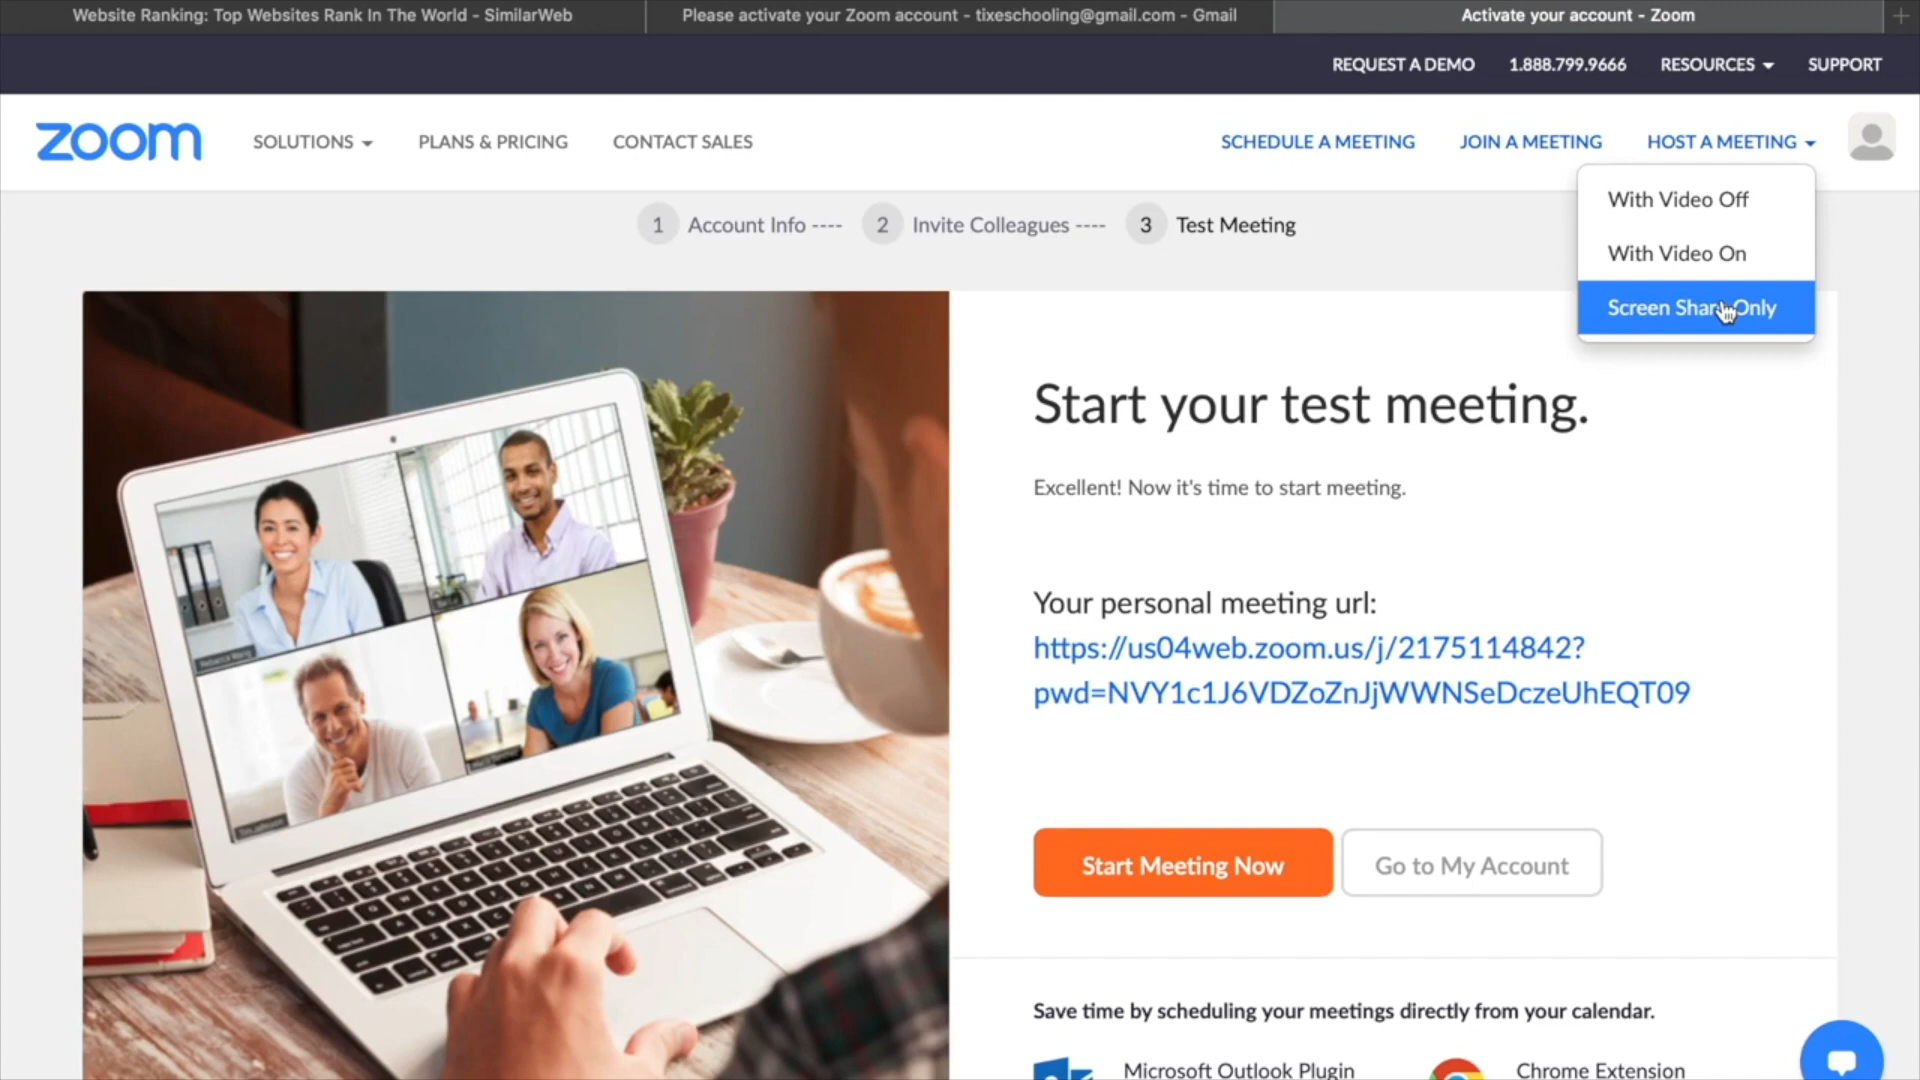 Website Ranking: Top Websites Rank In The World - SimilarWeb
Please activate your Zoom account - tixeschooling@gmail.com - Gmail
Activate your account - Zoom
REQUEST A DEMO
1.888.799.9666
RESOURCES
SUPPORT
zoom
SOLUTIONS
PLANS & PRICING
CONTACT SALES
SCHEDULE A MEETING
JOIN A MEETING
HOST A MEETING
With Video Off
With Video On
Screen Share Only
1 Account Info ----
2 Invite Colleagues ----
3 Test Meeting
Start your test meeting.
Excellent! Now it's time to start meeting.
Your personal meeting url:
https://us04web.zoom.us/j/2175114842?
pwd=NVY1c1J6VDZoZnJjWWNSeDczeUhEQT09
Start Meeting Now
Go to My Account
Save time by scheduling your meetings directly from your calendar.
Microsoft Outlook Plugin
Chrome Extension